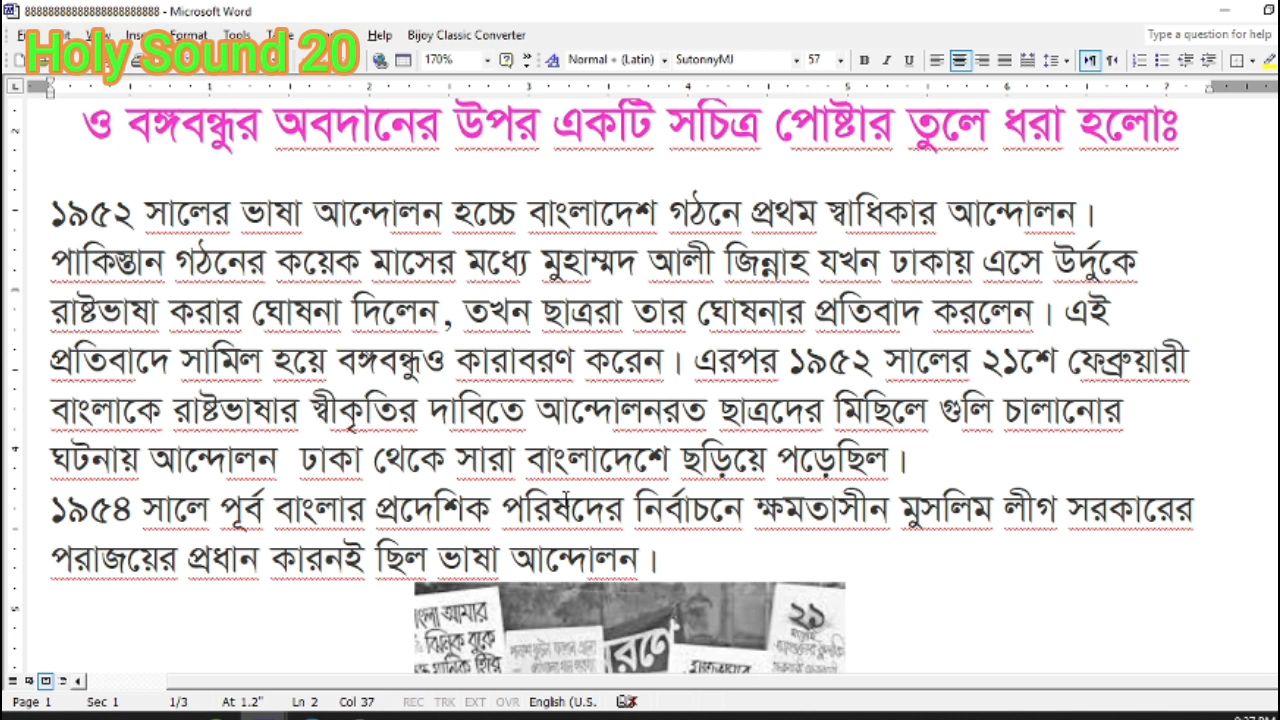 88888888888888888888888 - Microsoft Word
Help Bijoy Classic Converter
Type a question for help
Holy Sound 20
170% Normal + (Latin) SutonnyMJ 57 B I U
ও বঙ্গবন্ধুর অবদানের উপর একটি সচিত্র পোষ্টার তুলে ধরা হলোঃ
১৯৫২ সালের ভাষা আন্দোলন হচ্ছে বাংলাদেশ গঠনে প্রথম স্বাধিকার আন্দোলন।
পাকিস্তান গঠনের কয়েক মাসের মধ্যে মুহাম্মদ আলী জিন্নাহ যখন ঢাকায় এসে উর্দুকে
রাষ্টভাষা করার ঘোষনা দিলেন, তখন ছাত্ররা তার ঘোষনার প্রতিবাদ করলেন। এই
প্রতিবাদে সামিল হয়ে বঙ্গবন্ধুও কারাবরণ করেন। এরপর ১৯৫২ সালের ২১শে ফেব্রুয়ারী
বাংলাকে রাষ্টভাষার স্বীকৃতির দাবিতে আন্দোলনরত ছাত্রদের মিছিলে গুলি চালানোর
ঘটনায় আন্দোলন ঢাকা থেকে সারা বাংলাদেশে ছড়িয়ে পড়েছিল।
১৯৫৪ সালে পূর্ব বাংলার প্রদেশিক পরিষদের নির্বাচনে ক্ষমতাসীন মুসলিম লীগ সরকারের
পরাজয়ের প্রধান কারনই ছিল ভাষা আন্দোলন।
আমার
২১
Page 1 Sec 1 1/3 At 1.2" Ln 2 Col 37 REC TRK EXT OVR English (U.S.